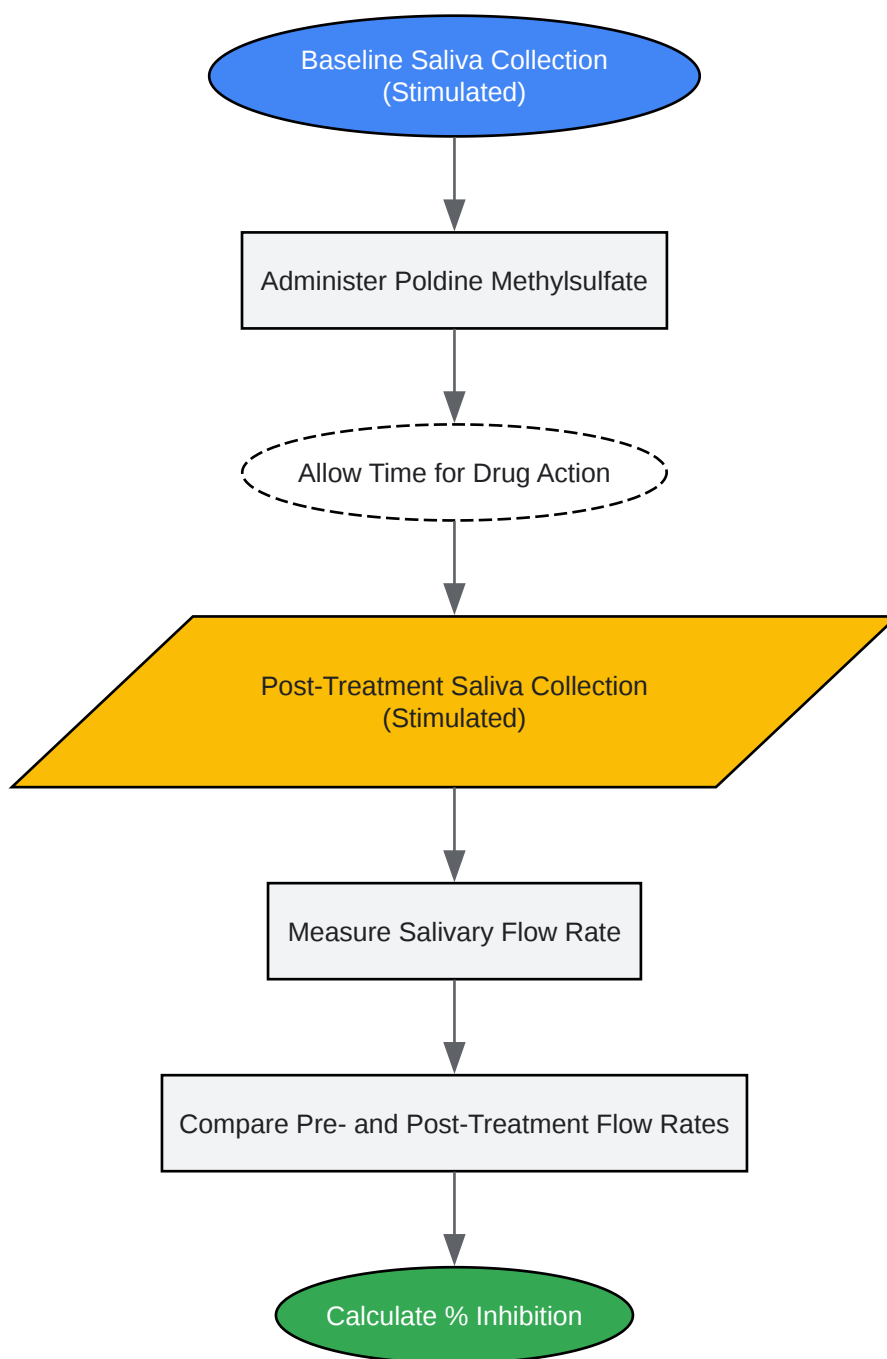 Baseline Saliva Collection
(Stimulated)
Administer Poldine Methylsulfate
Allow Time for Drug Action
Post-Treatment Saliva Collection
(Stimulated)
Measure Salivary Flow Rate
Compare Pre- and Post-Treatment Flow Rates
Calculate % Inhibition